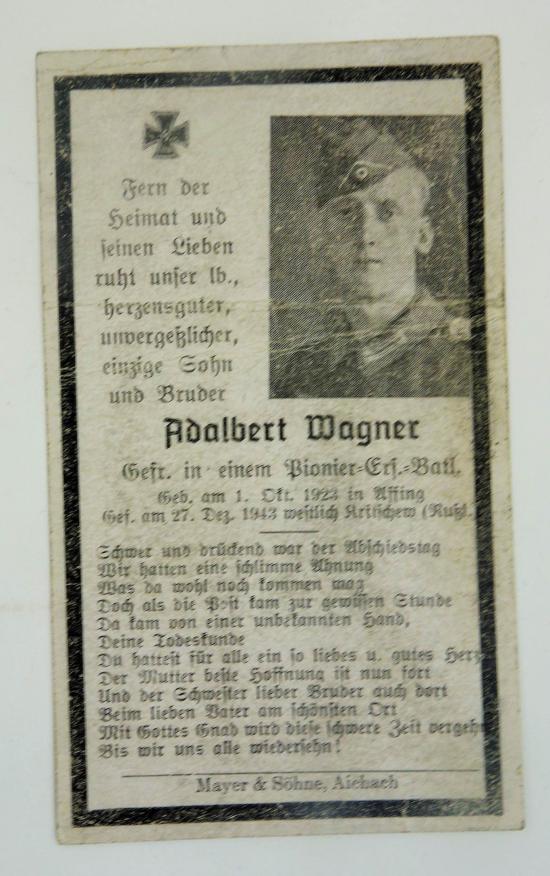 Fern der
Heimat und
seinen Lieben
ruht unser lb.,
herzensguter,
unvergeßlicher,
einzige Sohn
und Bruder
Adalbert Wagner
Gefr. in einem Pionier-Ers.-Batl.
Geb. am 1. Okt. 1923 in Affing
Gef. am 27. Dez. 1943 westlich Kritschew (Rußl.)
Schwer und drückend war der Abschiedstag
Wir hatten eine schlimme Ahnung
Was da wohl noch kommen mag
Doch als die Post kam zur gewissen Stunde
Da kam von einer unbekannten Hand,
Deine Todeskunde
Du hattest für alle ein so liebes u. gutes Herz
Der Mutter beste Hoffnung ist nun fort
Und der Schwester lieber Bruder auch dort
Beim lieben Vater am schönsten Ort
Mit Gottes Gnad wird diese schwere Zeit vergehn
Bis wir uns alle wiedersehn!
Mayer & Söhne, Aichach